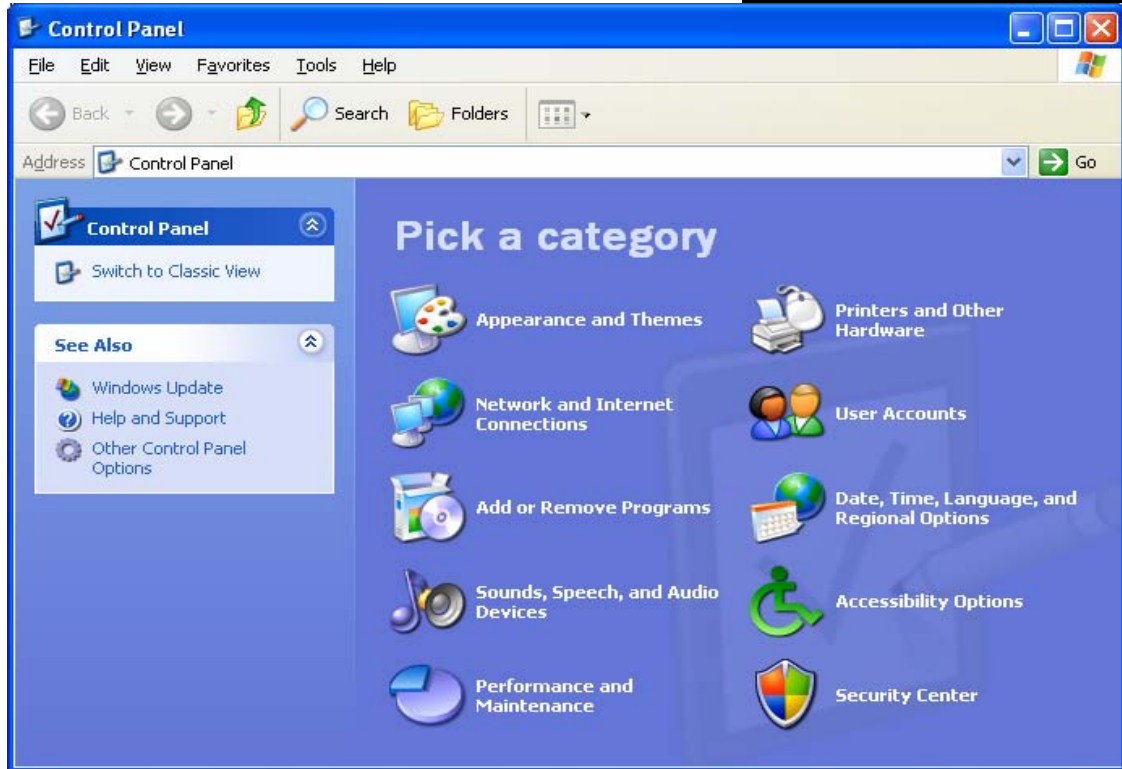 Control Panel
File Edit View Favorites Tools Help
Back Search Folders
Address Control Panel Go
Control Panel
Switch to Classic View
See Also
Windows Update
Help and Support
Other Control Panel
Options
Pick a category
Appearance and Themes
Printers and Other
Hardware
Network and Internet
Connections
User Accounts
Add or Remove Programs
Date, Time, Language, and
Regional Options
Sounds, Speech, and Audio
Devices
Accessibility Options
Performance and
Maintenance
Security Center